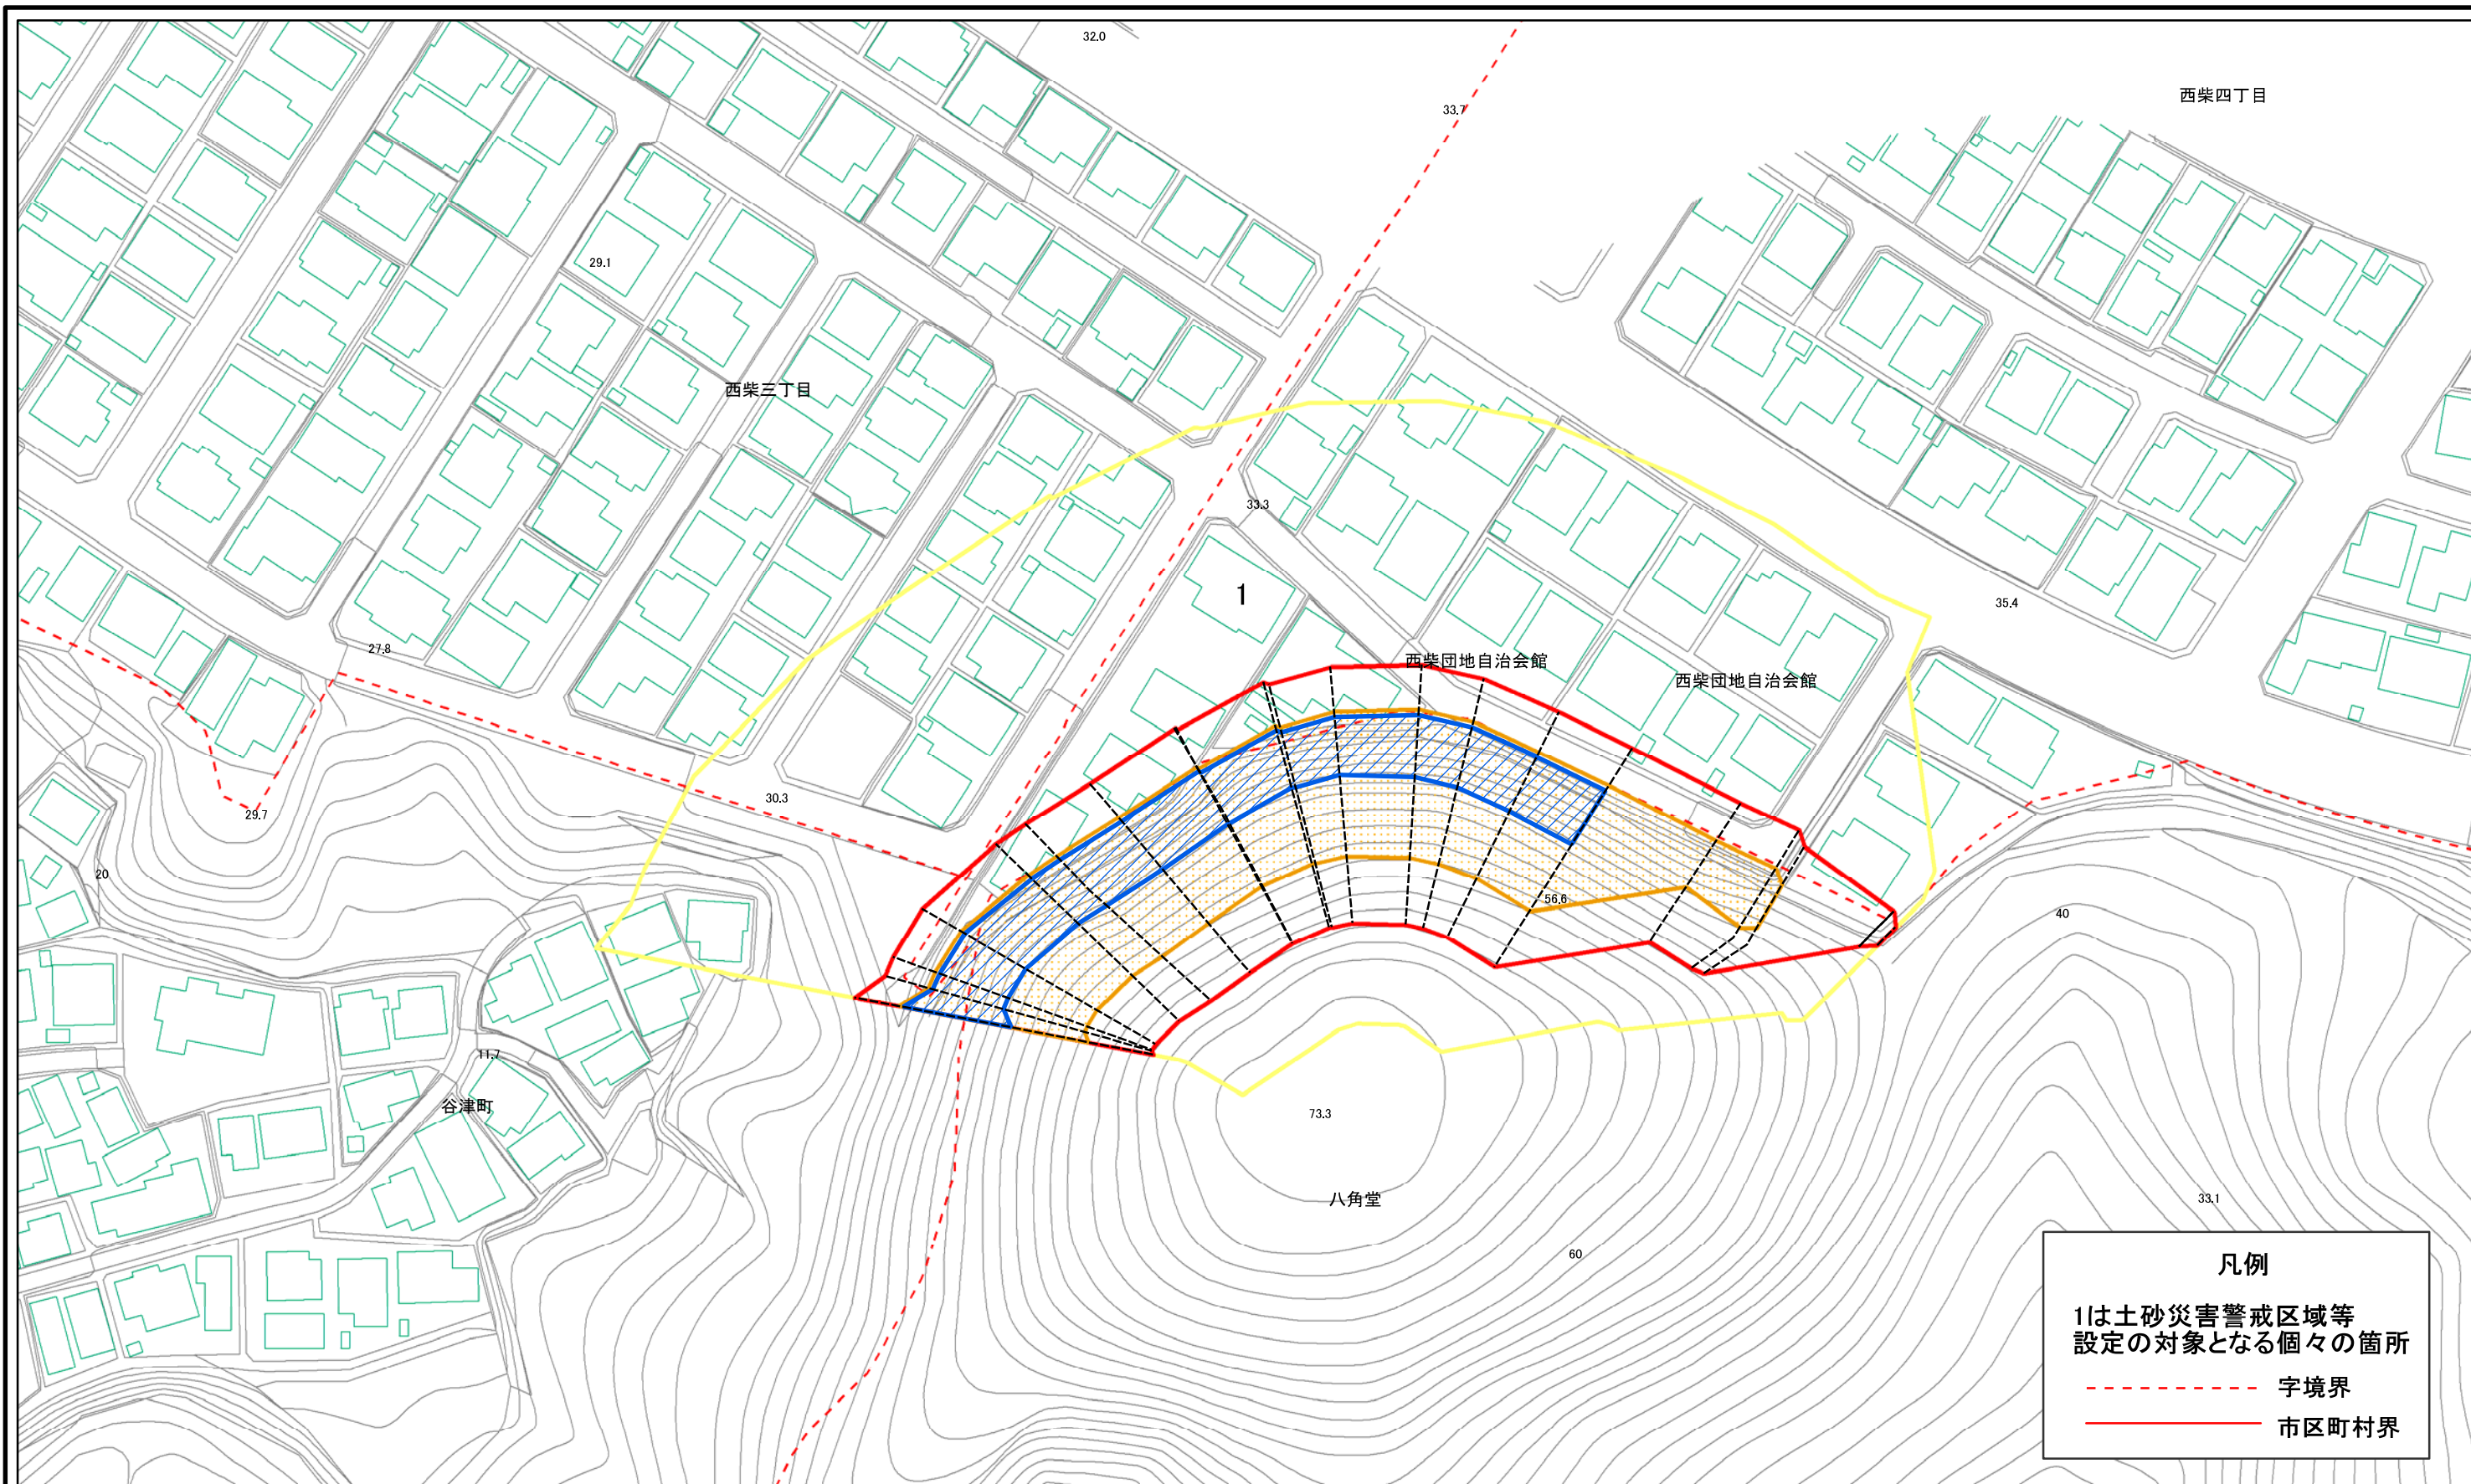 32.0
西柴四丁目
33.7
29.1
西柴三丁目
33.3
1
35.4
27.8
西柴団地自治会館
西柴団地自治会館
30.3
29.7
20
56.6
40
11.7
谷津町
73.3
八角堂
33.1
60
凡例
1は土砂災害警戒区域等
設定の対象となる個々の箇所
字境界
市区町村界